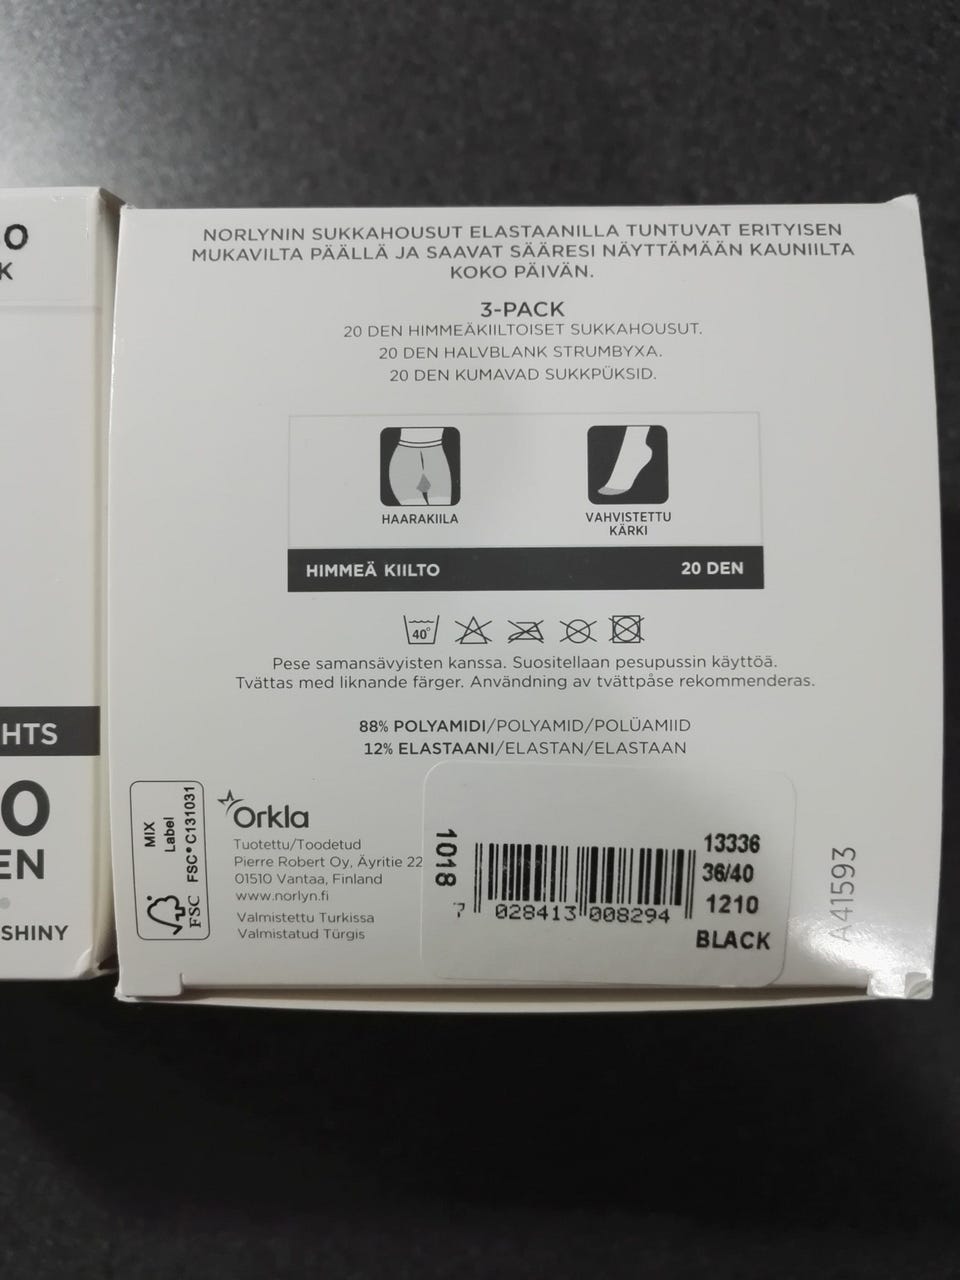 O
K
HTS
O
EN
SHINY
NORLYNIN SUKKAHOUSUT ELASTAANILLA TUNTUVAT ERITYISEN
MUKAVILTA PÄÄLLÄ JA SAAVAT SÄÄRESI NÄYTTÄMÄÄN KAUNIILTA
KOKO PÄIVÄN.
3-PACK
20 DEN HIMMEÄKIILTOISET SUKKAHOUSUT.
20 DEN HALVBLANK STRUMBYXA.
20 DEN KUMAVAD SUKKPÜKSID.
HAARAKIILA
VAHVISTETTU
KÄRKI
HIMMEÄ KIILTO 20 DEN
40°
Pese samansävyisten kanssa. Suositellaan pesupussin käyttöä.
Tvättas med liknande färger. Användning av tvättpåse rekommenderas.
88% POLYAMIDI/POLYAMID/POLÜAMIID
12% ELASTAANI/ELASTAN/ELASTAAN
MIX
Label
FSC® C131031
FSC
Orkla
Tuotettu/Toodetud
Pierre Robert Oy, Äyritie 22
01510 Vantaa, Finland
www.norlyn.fi
Valmistettu Turkissa
Valmistatud Türgis
1018
7 028413 008294
13336
36/40
1210
BLACK
A41593